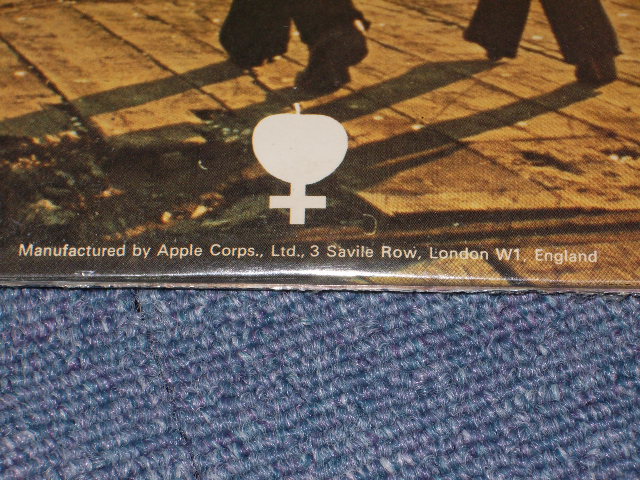 Manufactured by Apple Corps., Ltd., 3 Savile Row, London W1, England